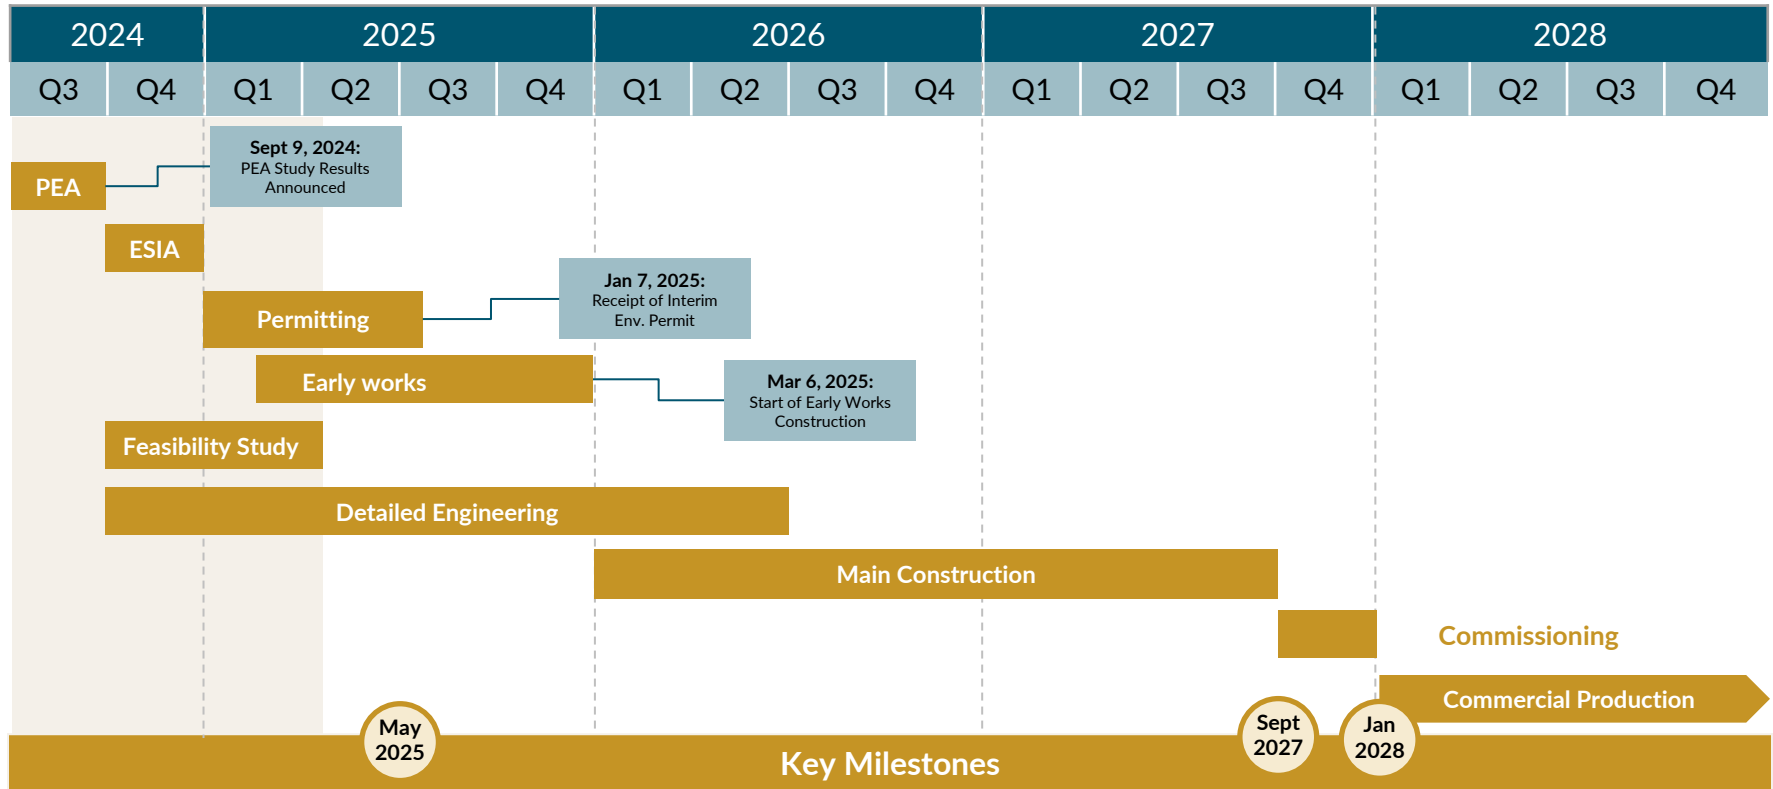 2024 2025 2026 2027 2028
Q3 Q4 Q1 Q2 Q3 Q4 Q1 Q2 Q3 Q4 Q1 Q2 Q3 Q4 Q1 Q2 Q3 Q4
Sept 9, 2024:
PEA Study Results
Announced
PEA
ESIA
Jan 7, 2025:
Receipt of Interim
Env. Permit
Permitting
Mar 6, 2025:
Start of Early Works
Construction
Early works
Feasibility Study
Detailed Engineering
Main Construction
Commissioning
Commercial Production
May
2025
Sept
2027
Jan
2028
Key Milestones